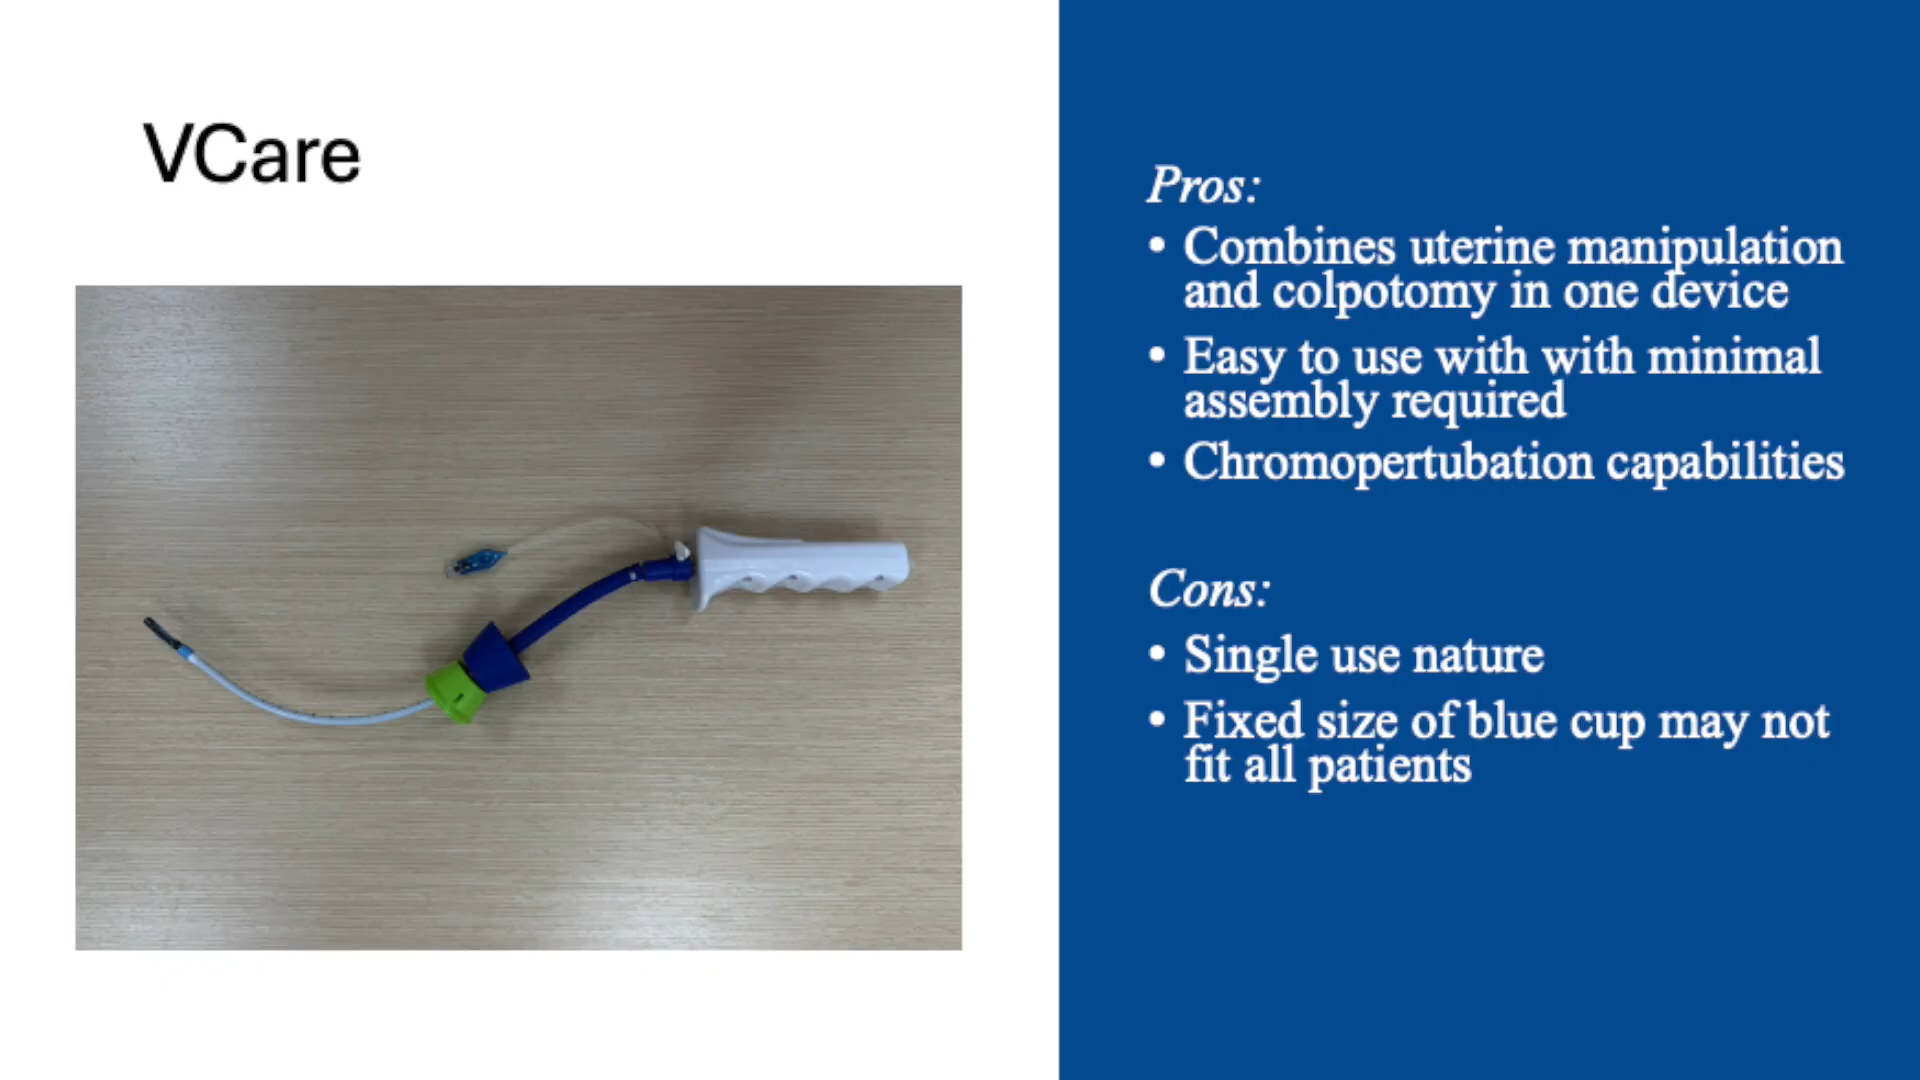 VCare
Pros:
• Combines uterine manipulation
and colpotomy in one device
• Easy to use with with minimal
assembly required
• Chromopertubation capabilities
Cons:
• Single use nature
• Fixed size of blue cup may not
fit all patients